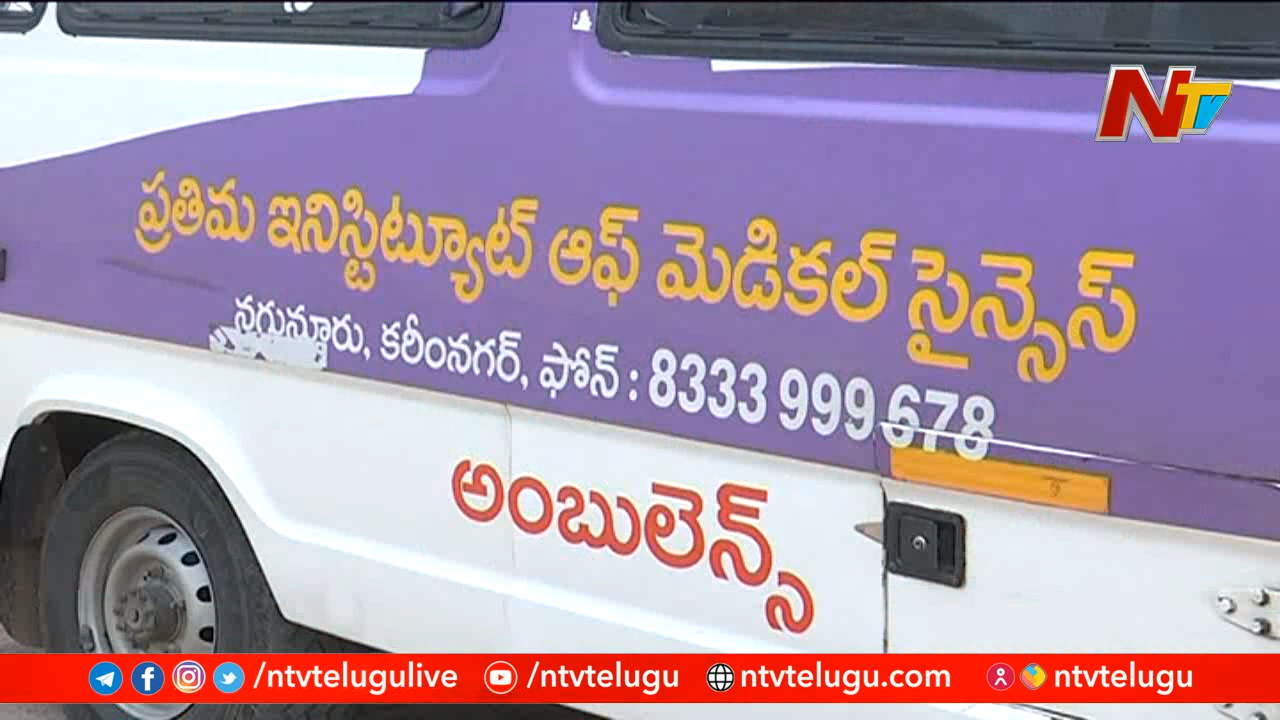 NTV
ప్రతిమ ఇనిస్టిట్యూట్ ఆఫ్ మెడికల్ సైన్సెస్
నగునూరు, కరీంనగర్, ఫోన్ : 8333 999 678
అంబులెన్స్
/ntvtelugulive /ntvtelugu ntvtelugu.com ntvtelugu